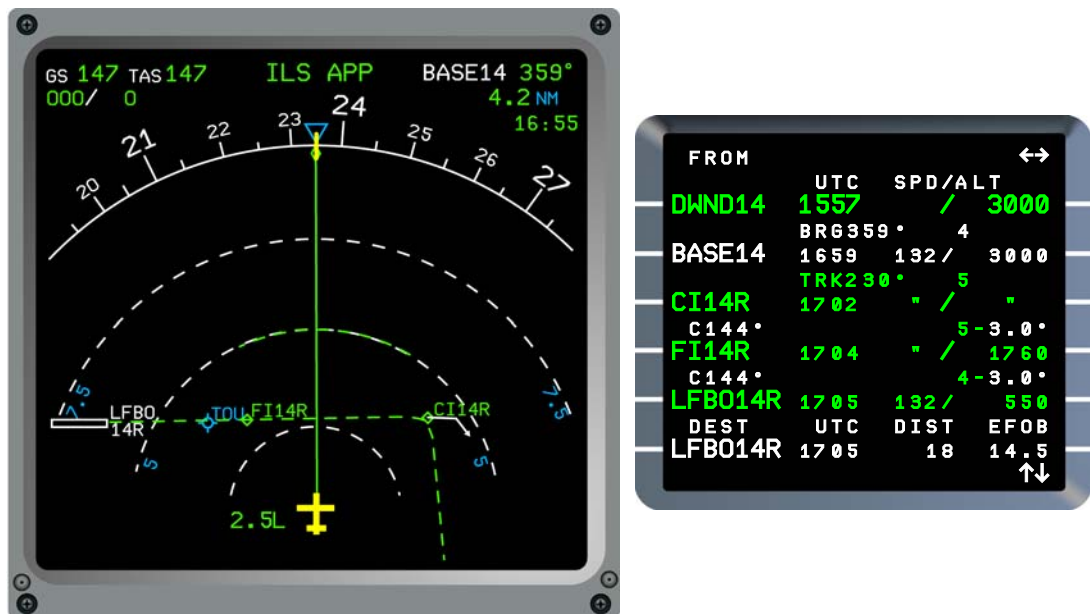 GS 147 TAS 147 ILS APP BASE14 359°
000/ 0 4.2 NM
16:55
20 21 22 23 24 25 26 27
7.5 7.5
LFBO TOU FI14R CI14R
14R
5 5
2.5L
FROM ←→
UTC SPD/ALT
DWND14 1557 / 3000
BRG359° 4
BASE14 1659 132/ 3000
TRK230° 5
CI14R 1702 " / "
C144° 5-3.0°
FI14R 1704 " / 1760
C144° 4-3.0°
LFBO14R 1705 132/ 550
DEST UTC DIST EFOB
LFBO14R 1705 18 14.5
↑↓